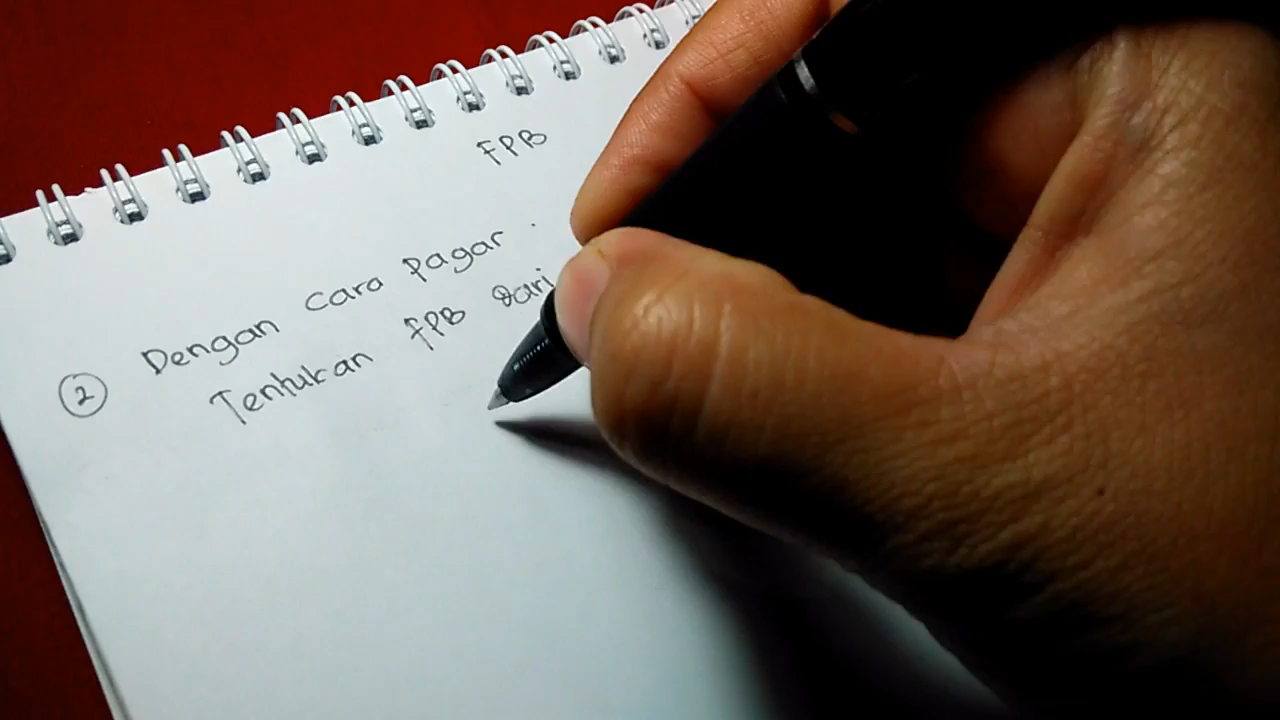 FPB
Dengan cara pagar .
② Tentukan FPB dari